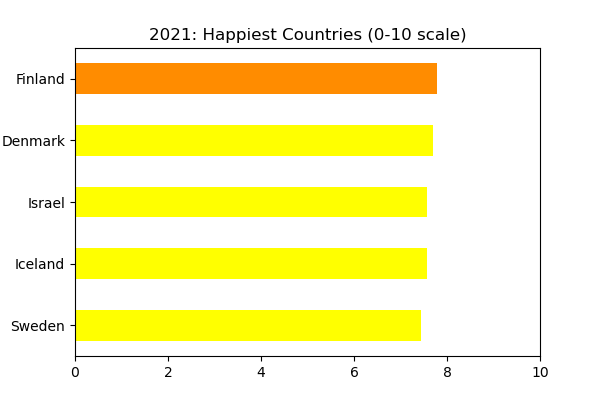 2021: Happiest Countries (0-10 scale)
Finland
Denmark
Israel
Iceland
Sweden
0 2 4 6 8 10